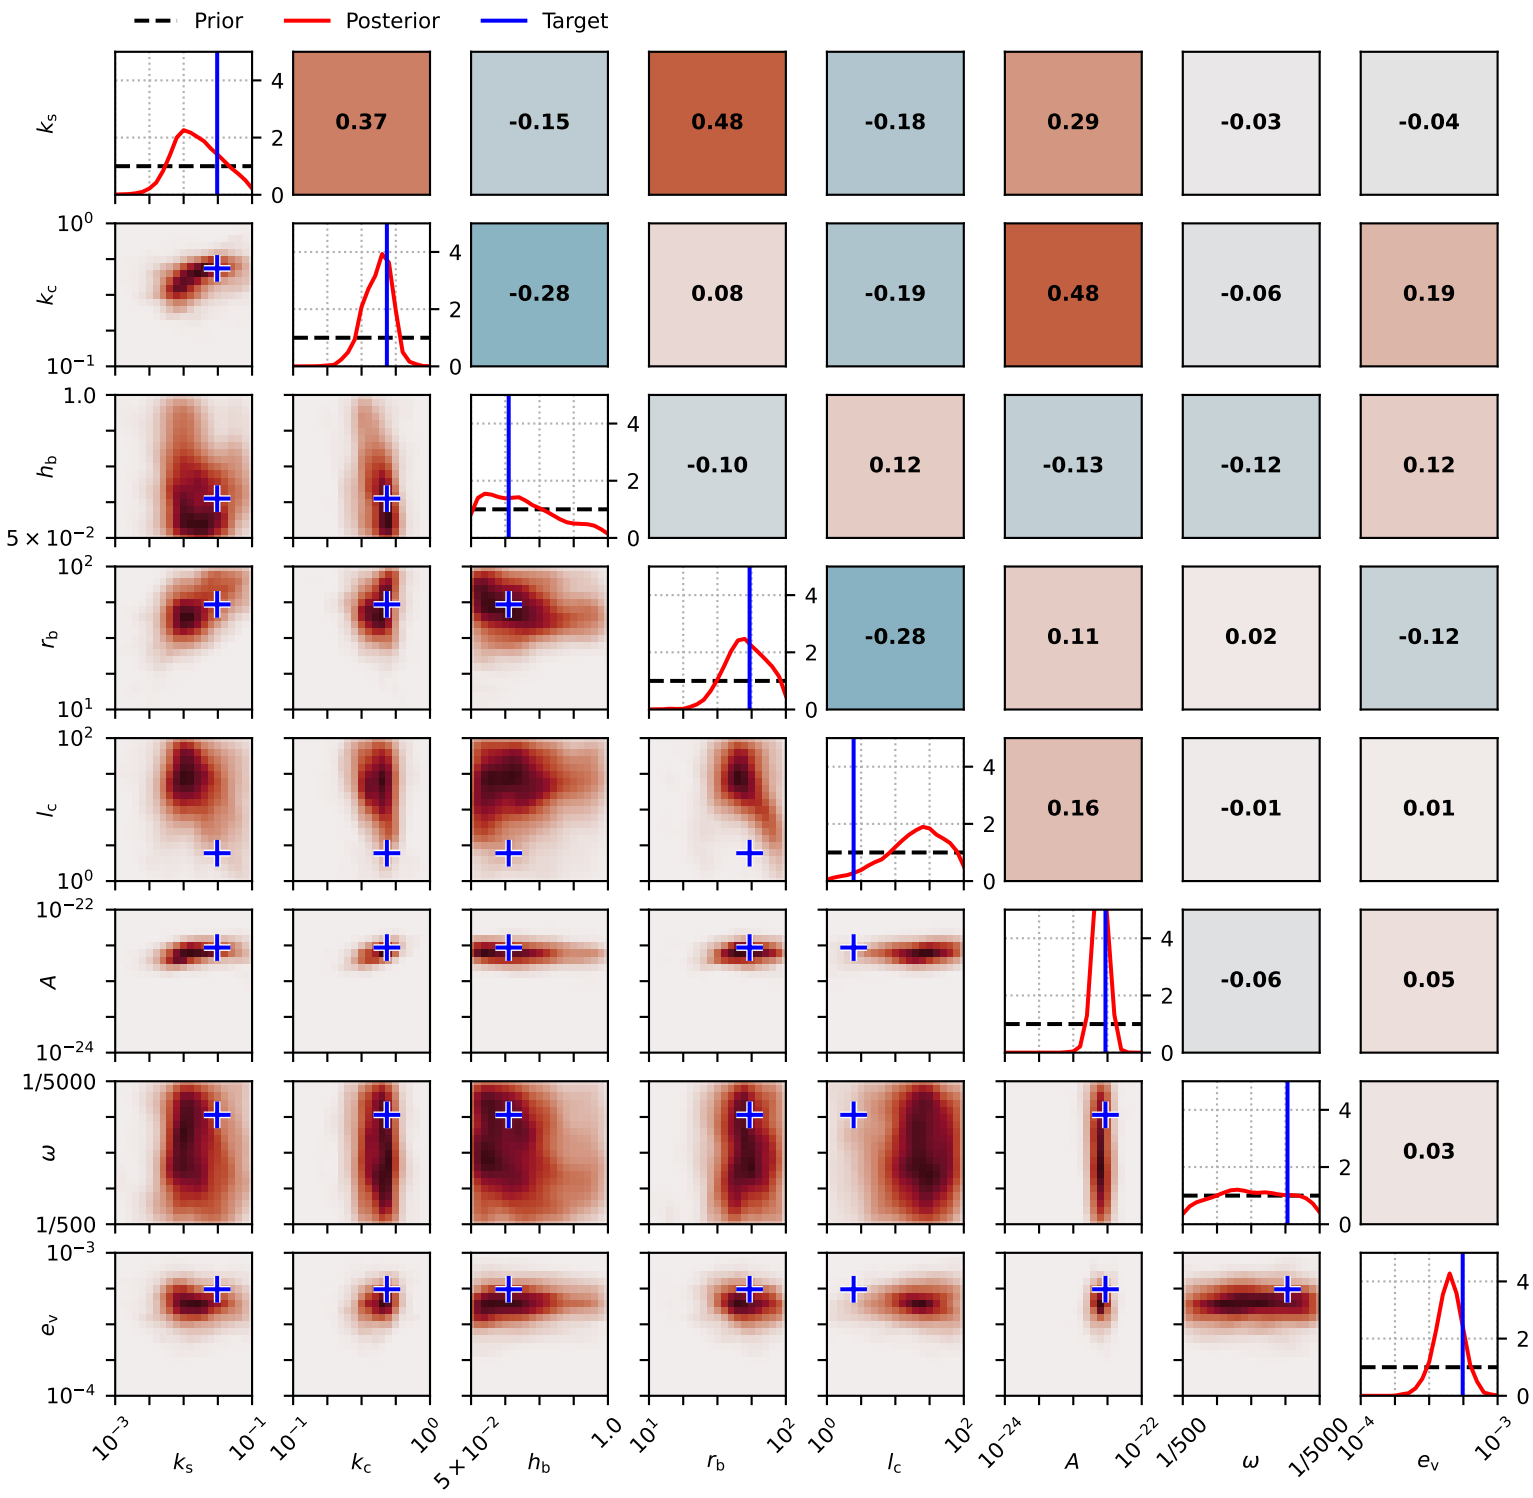 Prior Posterior Target
k_s 4 2 0 0.37 -0.15 0.48 -0.18 0.29 -0.03 -0.04
10^0 k_c 10^-1 4 2 0 -0.28 0.08 -0.19 0.48 -0.06 0.19
1.0 h_b 5 × 10^-2 4 2 0 -0.10 0.12 -0.13 -0.12 0.12
10^2 r_b 10^1 4 2 0 -0.28 0.11 0.02 -0.12
10^2 l_c 10^0 4 2 0 0.16 -0.01 0.01
10^-22 A 10^-24 4 2 0 -0.06 0.05
1/5000 ω 1/500 4 2 0 0.03
10^-3 e_v 10^-4 4 2 0
10^-3 10^-1 10^-1 10^0 5 × 10^-2 1.0 10^1 10^2 10^0 10^2 10^-24 10^-22 1/500 1/5000 10^-4 10^-3
k_s k_c h_b r_b l_c A ω e_v